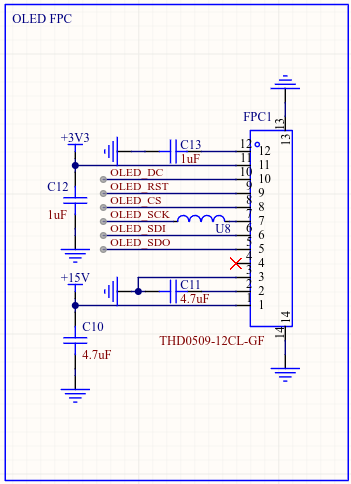 OLED FPC
13
FPC1
13
+3V3
C13
12
12
1uF
11
11
OLED_DC
10
10
C12
OLED_RST
9
9
1uF
OLED_CS
8
8
OLED_SCK
7
7
U8
OLED_SDI
6
6
OLED_SDO
5
5
4
4
+15V
3
3
C11
2
2
4.7uF
1
1
C10
14
14
4.7uF
THD0509-12CL-GF